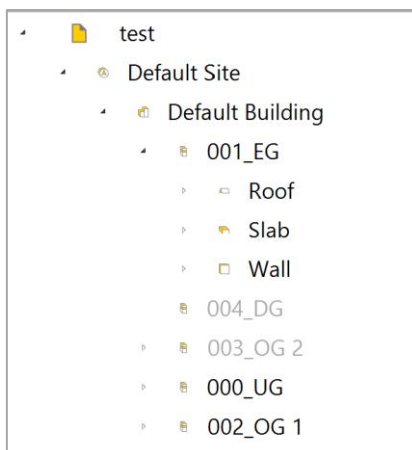 test
Default Site
Default Building
001_EG
Roof
Slab
Wall
004_DG
003_OG 2
000_UG
002_OG 1